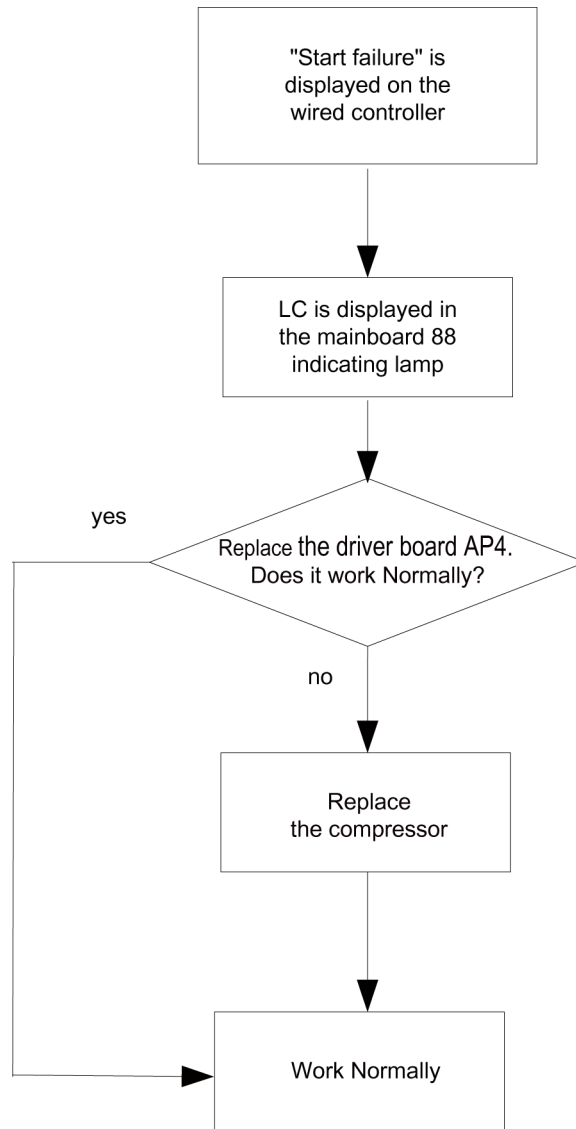 "Start failure" is
displayed on the
wired controller
LC is displayed in
the mainboard 88
indicating lamp
yes
Replace the driver board AP4.
Does it work Normally?
no
Replace
the compressor
Work Normally